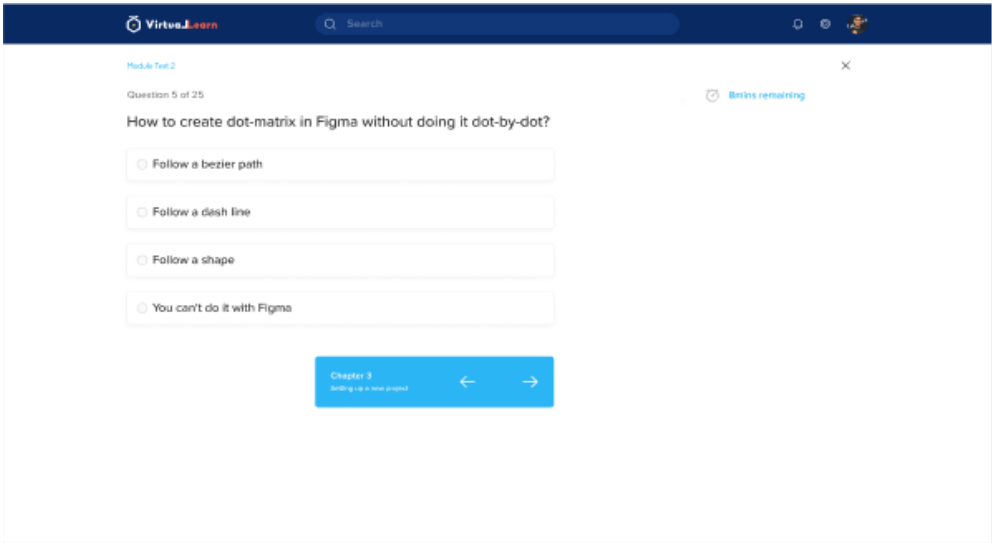 VirtuaLLearn
Search
Module Test 2
Question 5 of 25
8mins remaining
How to create dot-matrix in Figma without doing it dot-by-dot?
Follow a bezier path
Follow a dash line
Follow a shape
You can't do it with Figma
Chapter 3
Setting up a new project